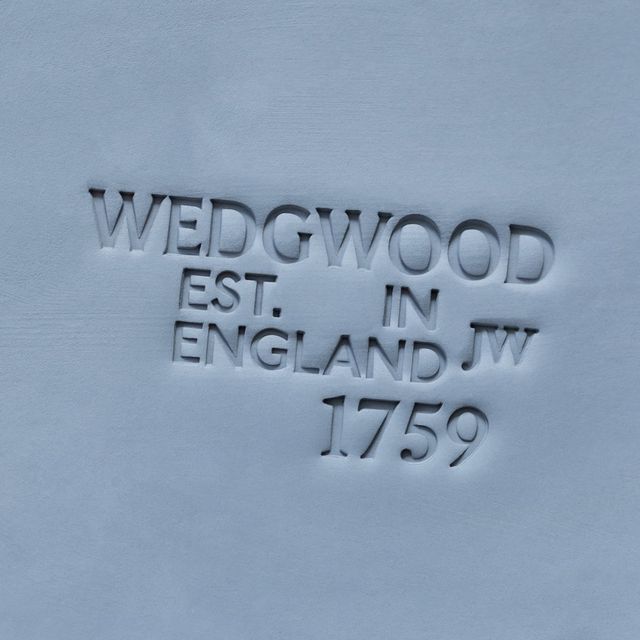 WEDGWOOD
EST. IN
ENGLAND JW
1759